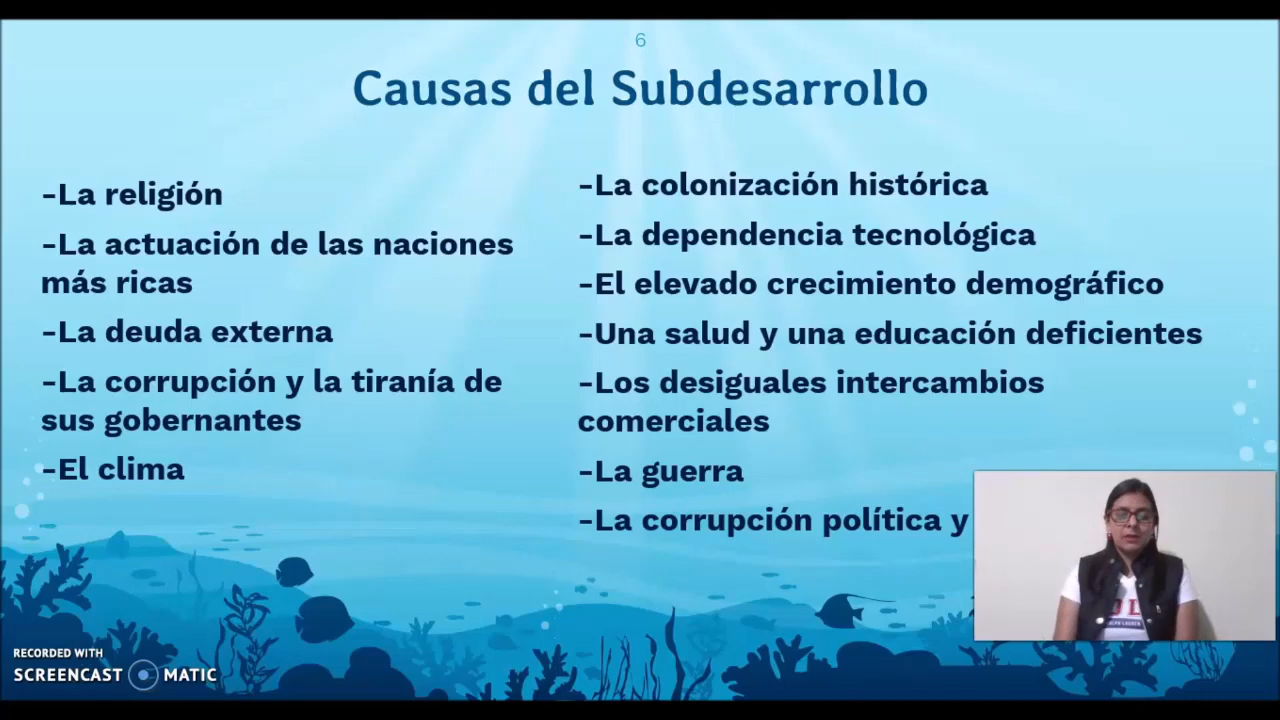 6
Causas del Subdesarrollo
-La religión
-La actuación de las naciones
más ricas
-La deuda externa
-La corrupción y la tiranía de
sus gobernantes
-El clima
-La colonización histórica
-La dependencia tecnológica
-El elevado crecimiento demográfico
-Una salud y una educación deficientes
-Los desiguales intercambios
comerciales
-La guerra
-La corrupción política y
RECORDED WITH
SCREENCAST MATIC